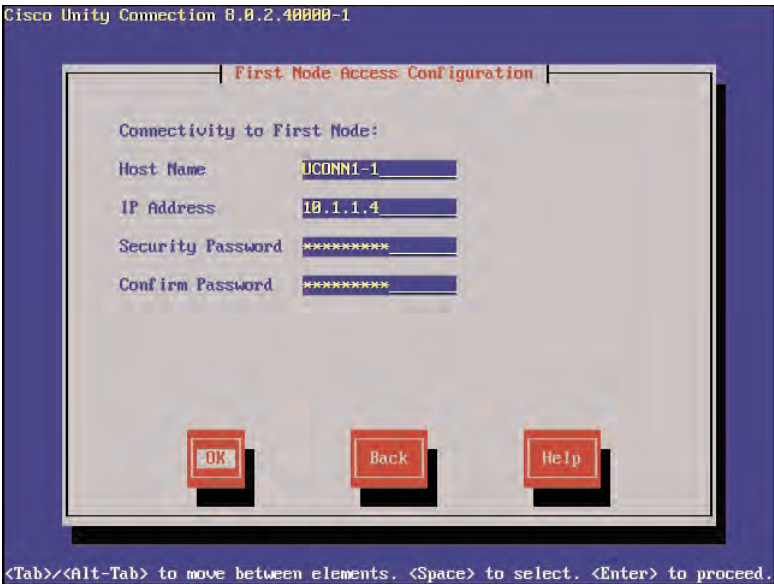 Cisco Unity Connection 8.0.2.40000-1
First Node Access Configuration
Connectivity to First Node:
Host Name UCONN1-1
IP Address 10.1.1.4
Security Password *********
Confirm Password *********
OK Back Help
<Tab>/<Alt-Tab> to move between elements. <Space> to select. <Enter> to proceed.